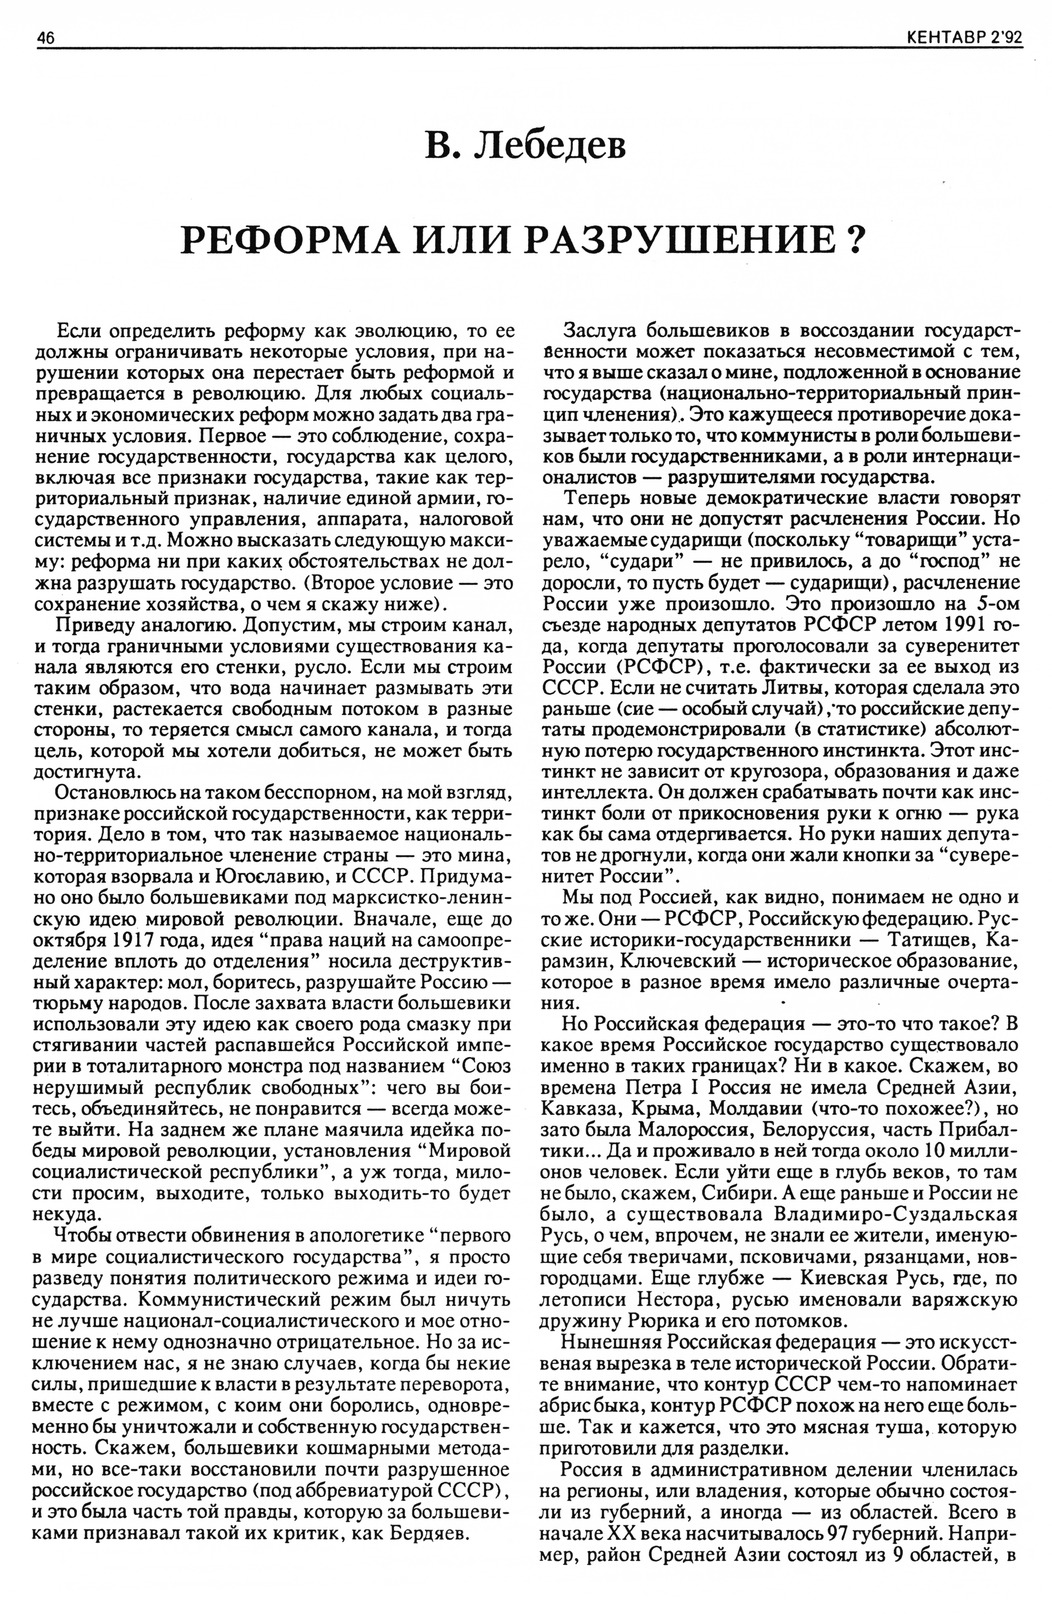 46
КЕНТАВР 2'92
В. Лебедев
РЕФОРМА ИЛИ РАЗРУШЕНИЕ ?
Если определить реформу как эволюцию, то ее
должны ограничивать некоторые условия, при на-
рушении которых она перестает быть реформой и
превращается в революцию. Для любых социаль-
ных и экономических реформ можно задать два гра-
ничных условия. Первое — это соблюдение, сохра-
нение государственности, государства как целого,
включая все признаки государства, такие как тер-
риториальный признак, наличие единой армии, го-
сударственного управления, аппарата, налоговой
системы и т.д. Можно высказать следующую макси-
му: реформа ни при каких обстоятельствах не дол-
жна разрушать государство. (Второе условие — это
сохранение хозяйства, о чем я скажу ниже).
Приведу аналогию. Допустим, мы строим канал,
и тогда граничными условиями существования ка-
нала являются его стенки, русло. Если мы строим
таким образом, что вода начинает размывать эти
стенки, растекается свободным потоком в разные
стороны, то теряется смысл самого канала, и тогда
цель, которой мы хотели добиться, не может быть
достигнута.
Остановлюсь на таком бесспорном, на мой взгляд,
признаке российской государственности, как терри-
тория. Дело в том, что так называемое националь-
но-территориальное членение страны — это мина,
которая взорвала и Югославию, и СССР. Придума-
но оно было большевиками под марксистко-ленин-
скую идею мировой революции. Вначале, еще до
октября 1917 года, идея “права наций на самоопре-
деление вплоть до отделения” носила деструктив-
ный характер: мол, боритесь, разрушайте Россию —
тюрьму народов. После захвата власти большевики
использовали эту идею как своего рода смазку при
стягивании частей распавшейся Российской импе-
рии в тоталитарного монстра под названием “Союз
нерушимый республик свободных”: чего вы бои-
тесь, объединяйтесь, не понравится — всегда може-
те выйти. На заднем же плане маячила идейка по-
беды мировой революции, установления “Мировой
социалистической республики”, а уж тогда, мило-
сти просим, выходите, только выходить-то будет
некуда.
Чтобы отвести обвинения в апологетике “первого
в мире социалистического государства”, я просто
разведу понятия политического режима и идеи го-
сударства. Коммунистический режим был ничуть
не лучше национал-социалистического и мое отно-
шение к нему однозначно отрицательное. Но за ис-
ключением нас, я не знаю случаев, когда бы некие
силы, пришедшие к власти в результате переворота,
вместе с режимом, с коим они боролись, одновре-
менно бы уничтожали и собственную государствен-
ность. Скажем, большевики кошмарными метода-
ми, но все-таки восстановили почти разрушенное
российское государство (под аббревиатурой СССР),
и это была часть той правды, которую за большеви-
ками признавал такой их критик, как Бердяев.
Заслуга большевиков в воссоздании государст-
венности может показаться несовместимой с тем,
что я выше сказал о мине, подложенной в основание
государства (национально-территориальный прин-
цип членения). Это кажущееся противоречие дока-
зывает только то, что коммунисты в роли большеви-
ков были государственниками, а в роли интернаци-
оналистов — разрушителями государства.
Теперь новые демократические власти говорят
нам, что они не допустят расчленения России. Но
уважаемые сударищи (поскольку “товарищи” уста-
рело, “судари” — не привилось, а до “господ” не
доросли, то пусть будет — сударищи), расчленение
России уже произошло. Это произошло на 5-ом
съезде народных депутатов РСФСР летом 1991 го-
да, когда депутаты проголосовали за суверенитет
России (РСФСР), т.е. фактически за ее выход из
СССР. Если не считать Литвы, которая сделала это
раньше (сие — особый случай), то российские депу-
таты продемонстрировали (в статистике) абсолют-
ную потерю государственного инстинкта. Этот инс-
тинкт не зависит от кругозора, образования и даже
интеллекта. Он должен срабатывать почти как инс-
тинкт боли от прикосновения руки к огню — рука
как бы сама отдергивается. Но руки наших депута-
тов не дрогнули, когда они жали кнопки за “сувере-
нитет России”.
Мы под Россией, как видно, понимаем не одно и
то же. Они — РСФСР, Российскую федерацию. Рус-
ские историки-государственники — Татищев, Ка-
рамзин, Ключевский — историческое образование,
которое в разное время имело различные очерта-
ния.
Но Российская федерация — это-то что такое? В
какое время Российское государство существовало
именно в таких границах? Ни в какое. Скажем, во
времена Петра I Россия не имела Средней Азии,
Кавказа, Крыма, Молдавии (что-то похожее?), но
зато была Малороссия, Белоруссия, часть Прибал-
тики... Да и проживало в ней тогда около 10 милли-
онов человек. Если уйти еще в глубь веков, то там
не было, скажем, Сибири. А еще раньше и России не
было, а существовала Владимиро-Суздальская
Русь, о чем, впрочем, не знали ее жители, именую-
щие себя тверичами, псковичами, рязанцами, нов-
городцами. Еще глубже — Киевская Русь, где, по
летописи Нестора, русью именовали варяжскую
дружину Рюрика и его потомков.
Нынешняя Российская федерация — это искусст-
веная вырезка в теле исторической России. Обрати-
те внимание, что контур СССР чем-то напоминает
абрис быка, контур РСФСР похож на него еще боль-
ше. Так и кажется, что это мясная туша, которую
приготовили для разделки.
Россия в административном делении членилась
на регионы, или владения, которые обычно состоя-
ли из губерний, а иногда — из областей. Всего в
начале XX века насчитывалось 97 губерний. Напри-
мер, район Средней Азии состоял из 9 областей, в